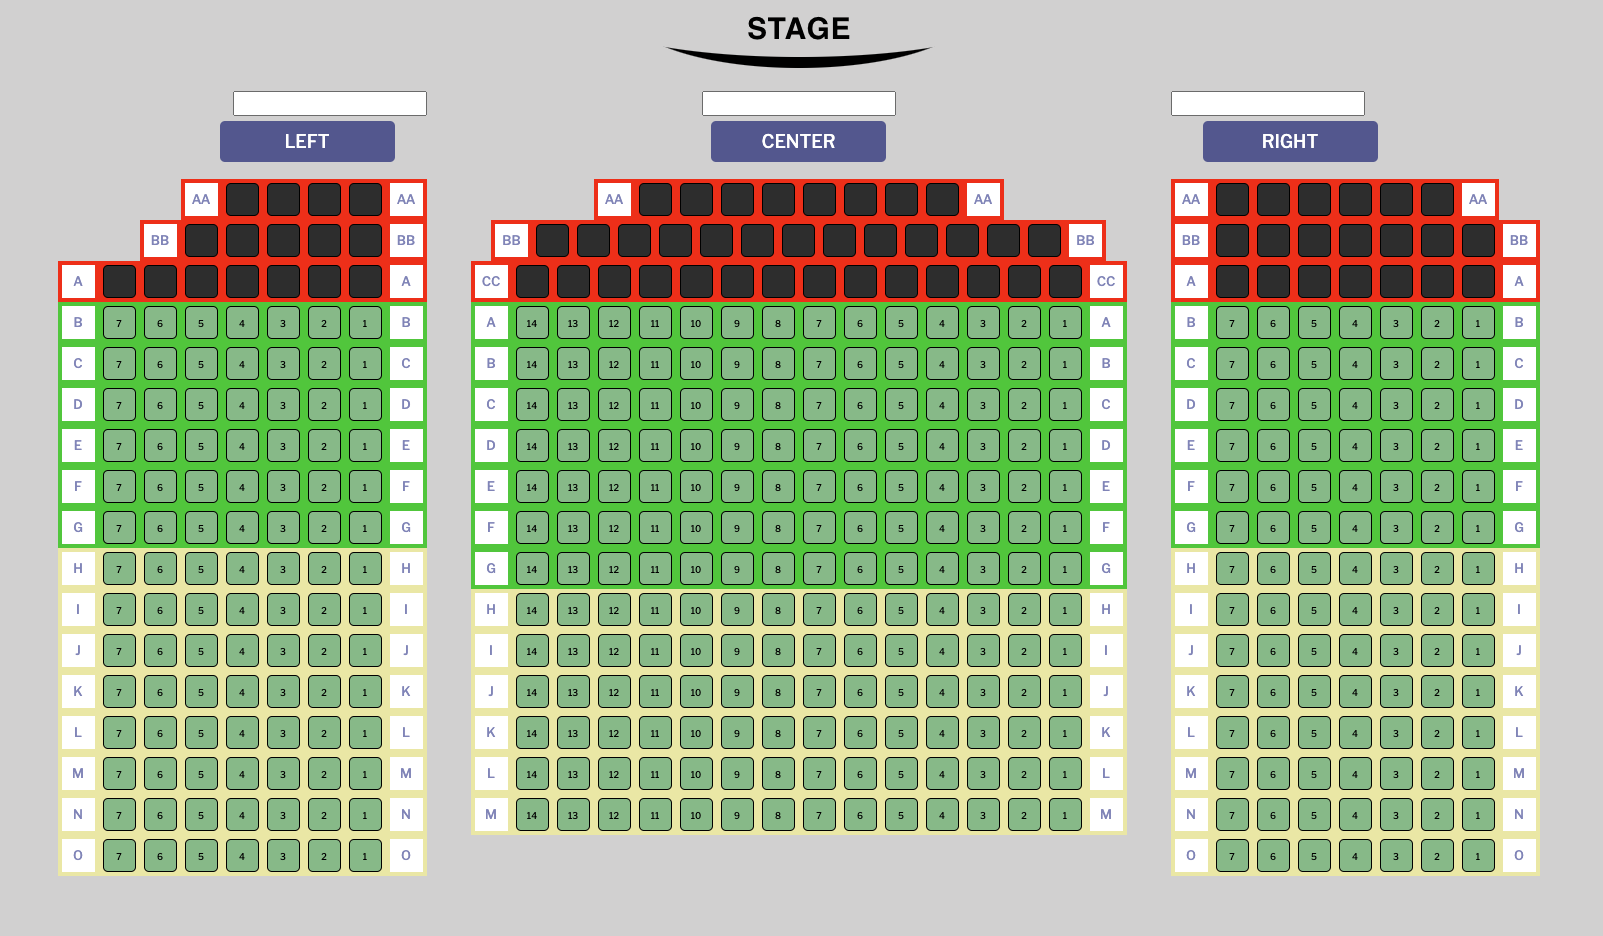 STAGE
LEFT CENTER RIGHT
AA AA AA AA AA AA
BB BB BB BB BB BB
A A CC CC A A
B 7 6 5 4 3 2 1 B A 14 13 12 11 10 9 8 7 6 5 4 3 2 1 A B 7 6 5 4 3 2 1 B
C 7 6 5 4 3 2 1 C B 14 13 12 11 10 9 8 7 6 5 4 3 2 1 B C 7 6 5 4 3 2 1 C
D 7 6 5 4 3 2 1 D C 14 13 12 11 10 9 8 7 6 5 4 3 2 1 C D 7 6 5 4 3 2 1 D
E 7 6 5 4 3 2 1 E D 14 13 12 11 10 9 8 7 6 5 4 3 2 1 D E 7 6 5 4 3 2 1 E
F 7 6 5 4 3 2 1 F E 14 13 12 11 10 9 8 7 6 5 4 3 2 1 E F 7 6 5 4 3 2 1 F
G 7 6 5 4 3 2 1 G F 14 13 12 11 10 9 8 7 6 5 4 3 2 1 F G 7 6 5 4 3 2 1 G
H 7 6 5 4 3 2 1 H G 14 13 12 11 10 9 8 7 6 5 4 3 2 1 G H 7 6 5 4 3 2 1 H
I 7 6 5 4 3 2 1 I H 14 13 12 11 10 9 8 7 6 5 4 3 2 1 H I 7 6 5 4 3 2 1 I
J 7 6 5 4 3 2 1 J I 14 13 12 11 10 9 8 7 6 5 4 3 2 1 I J 7 6 5 4 3 2 1 J
K 7 6 5 4 3 2 1 K J 14 13 12 11 10 9 8 7 6 5 4 3 2 1 J K 7 6 5 4 3 2 1 K
L 7 6 5 4 3 2 1 L K 14 13 12 11 10 9 8 7 6 5 4 3 2 1 K L 7 6 5 4 3 2 1 L
M 7 6 5 4 3 2 1 M L 14 13 12 11 10 9 8 7 6 5 4 3 2 1 L M 7 6 5 4 3 2 1 M
N 7 6 5 4 3 2 1 N M 14 13 12 11 10 9 8 7 6 5 4 3 2 1 M N 7 6 5 4 3 2 1 N
O 7 6 5 4 3 2 1 O O 7 6 5 4 3 2 1 O